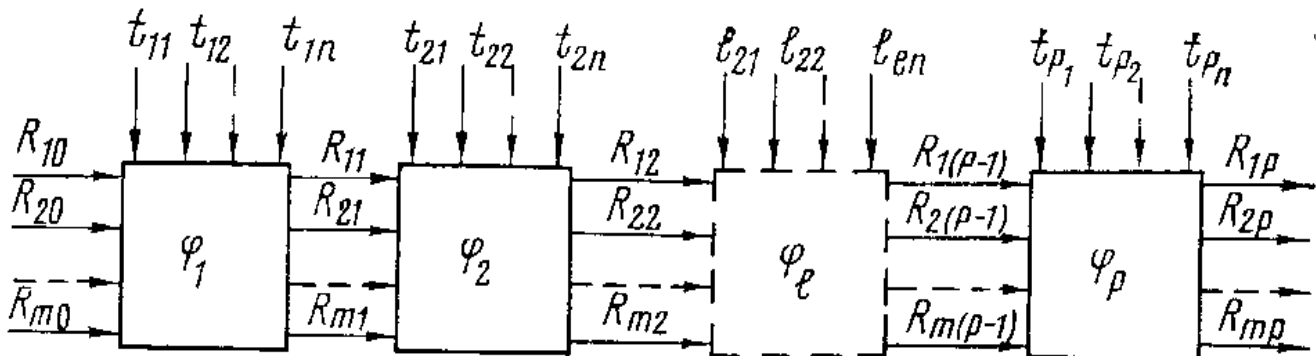 t₁₁ t₁₂ t₁ₙ t₂₁ t₂₂ t₂ₙ ℓ₂₁ ℓ₂₂ ℓₑₙ tₚ₁ tₚ₂ tₚₙ
R₁₀ R₁₁ R₁₂ R₁₍ₚ₋₁₎ R₁ₚ
R₂₀ R₂₁ R₂₂ R₂₍ₚ₋₁₎ R₂ₚ
φ₁ φ₂ φ_ℓ φₚ
Rₘ₀ Rₘ₁ Rₘ₂ Rₘ₍ₚ₋₁₎ Rₘₚ